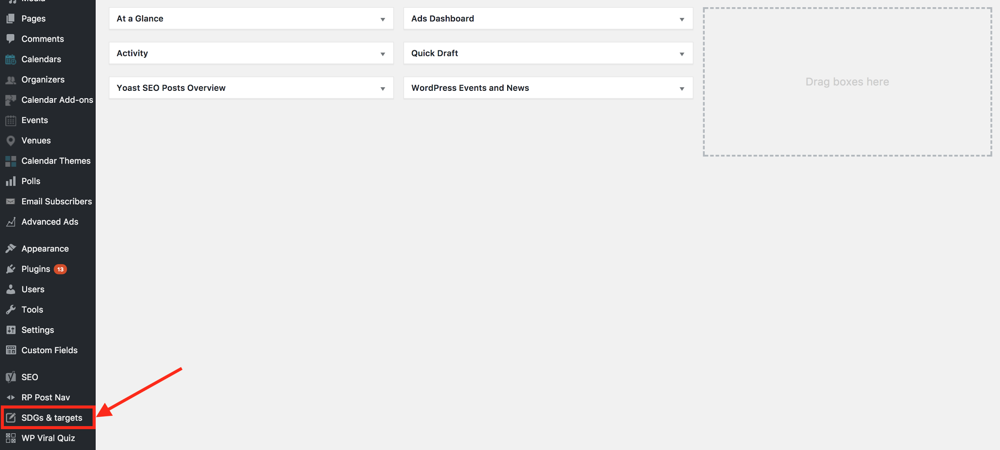 Media
Pages
Comments
Calendars
Organizers
Calendar Add-ons
Events
Venues
Calendar Themes
Polls
Email Subscribers
Advanced Ads
Appearance
Plugins 13
Users
Tools
Settings
Custom Fields
SEO
RP Post Nav
SDGs & targets
WP Viral Quiz
At a Glance
Activity
Yoast SEO Posts Overview
Ads Dashboard
Quick Draft
WordPress Events and News
Drag boxes here